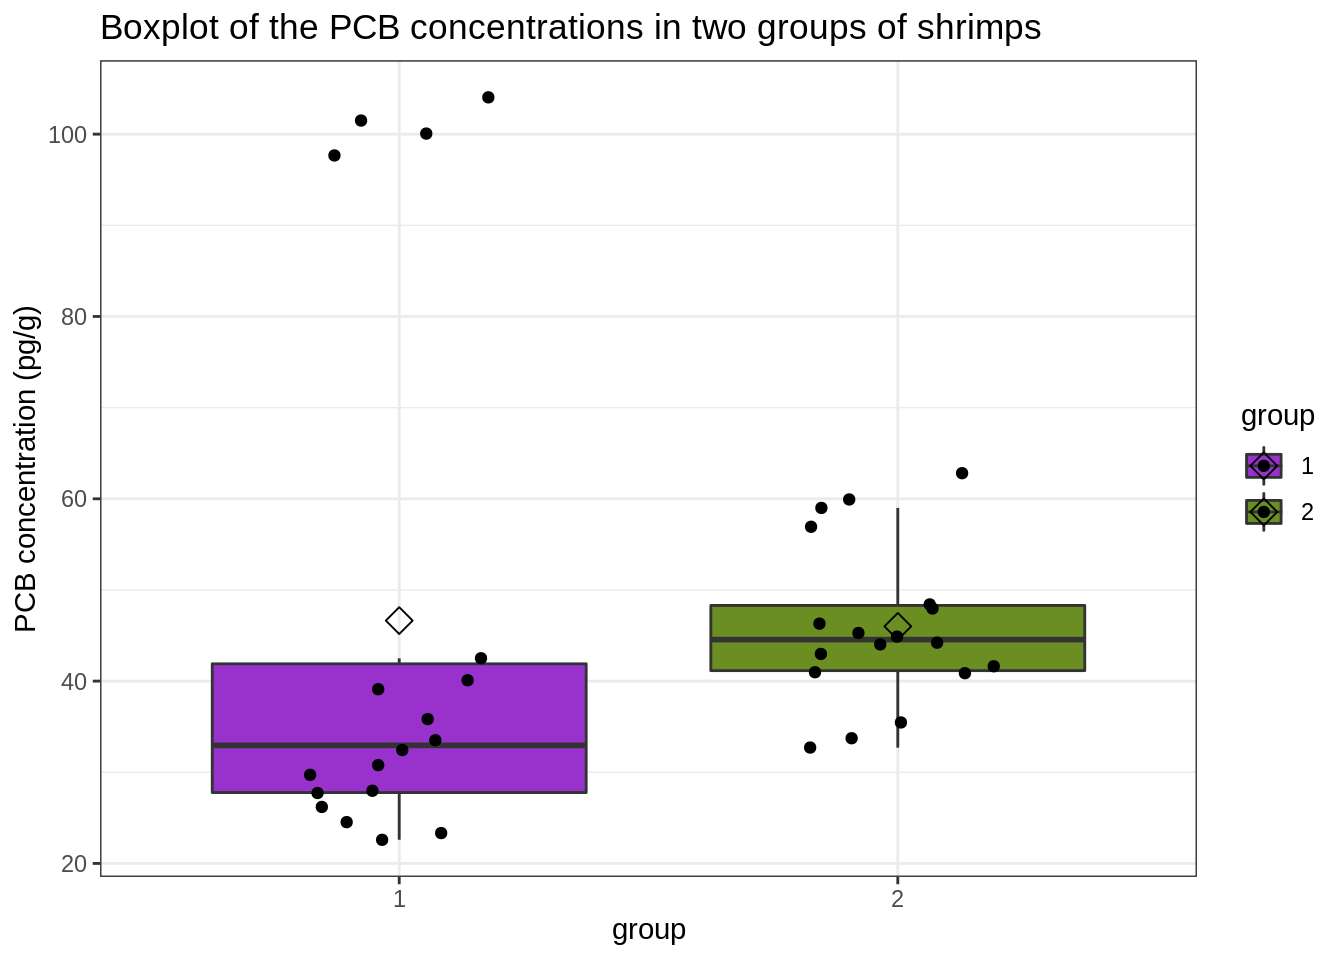 Boxplot of the PCB concentrations in two groups of shrimps
PCB concentration (pg/g)
100
80
60
40
20
1
2
group
group
1
2